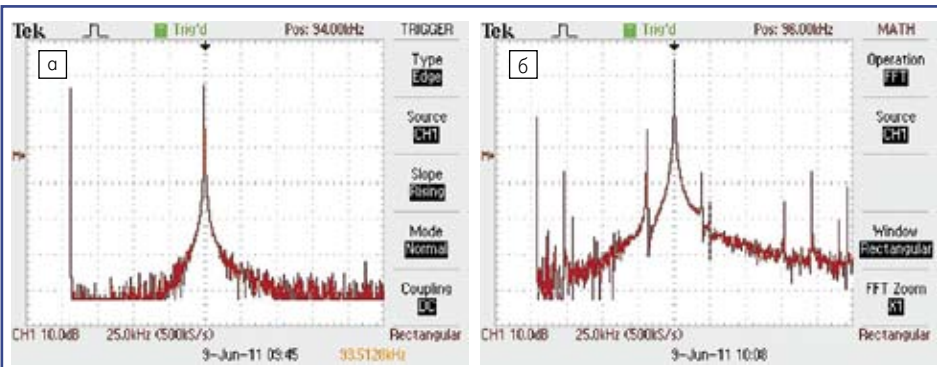 Tek Trig'd Pos: 94.00kHz TRIGGER
а
Type
Edge
Source
CH1
Slope
Rising
Mode
Normal
Coupling
DC
CH1 10.0dB 25.0kHz (500kS/s) Rectangular
9-Jun-11 09:45 93.5128kHz
Tek Trig'd Pos: 96.00kHz MATH
б
Operation
FFT
Source
CH1
Window
Rectangular
FFT Zoom
X1
CH1 10.0dB 25.0kHz (500kS/s) Rectangular
9-Jun-11 10:08